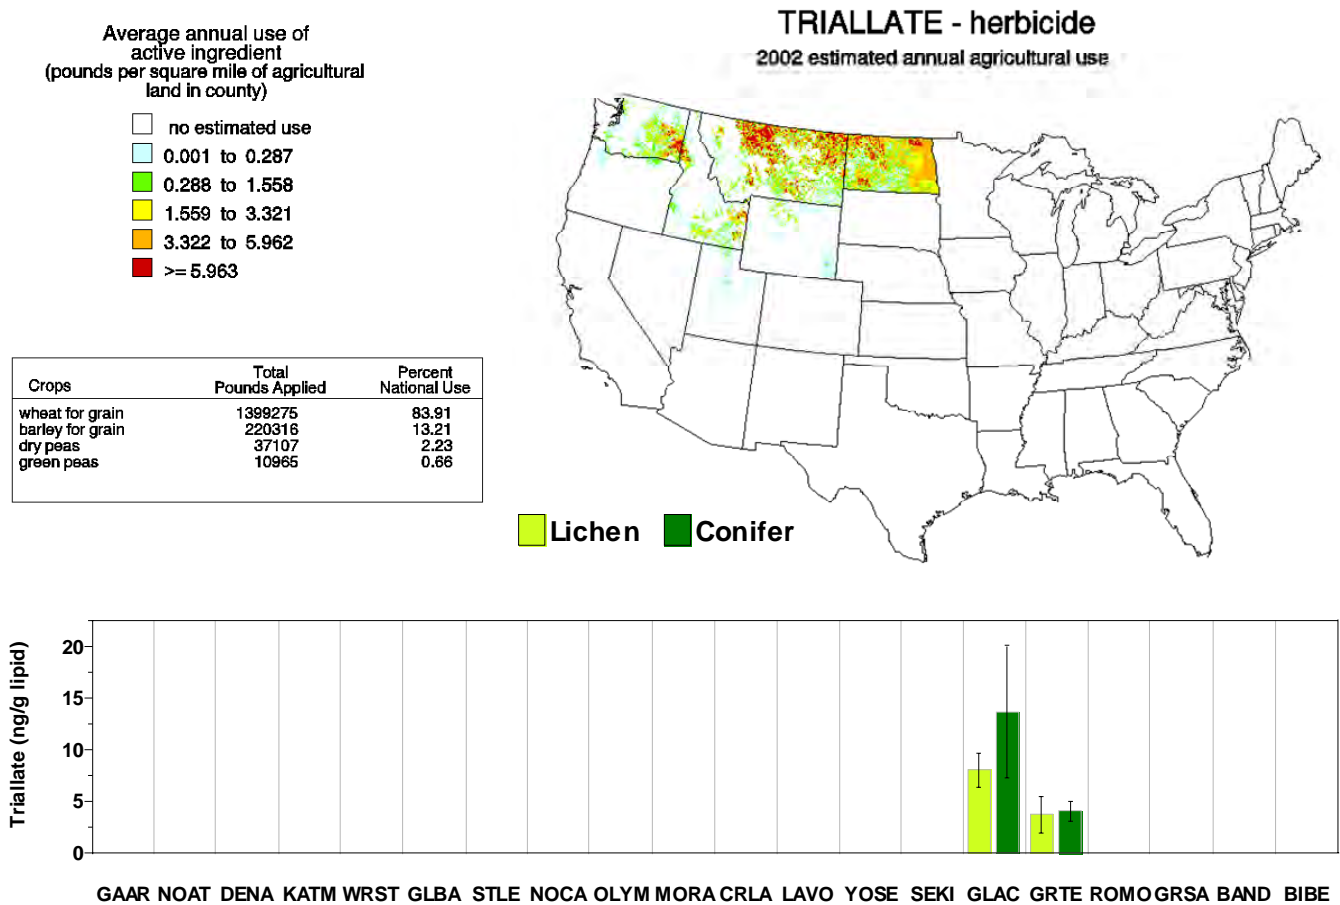 TRIALLATE - herbicide
2002 estimated annual agricultural use
Average annual use of
active ingredient
(pounds per square mile of agricultural
land in county)
no estimated use
0.001 to 0.287
0.288 to 1.558
1.559 to 3.321
3.322 to 5.962
>= 5.963
Crops Total Pounds Applied Percent National Use
wheat for grain 1399275 83.91
barley for grain 220316 13.21
dry peas 37107 2.23
green peas 10965 0.66
Lichen Conifer
Triallate (ng/g lipid)
20
15
10
5
0
GAAR NOAT DENA KATM WRST GLBA STLE NOCA OLYM MORA CRLA LAVO YOSE SEKI GLAC GRTE ROMO GRSA BAND BIBE